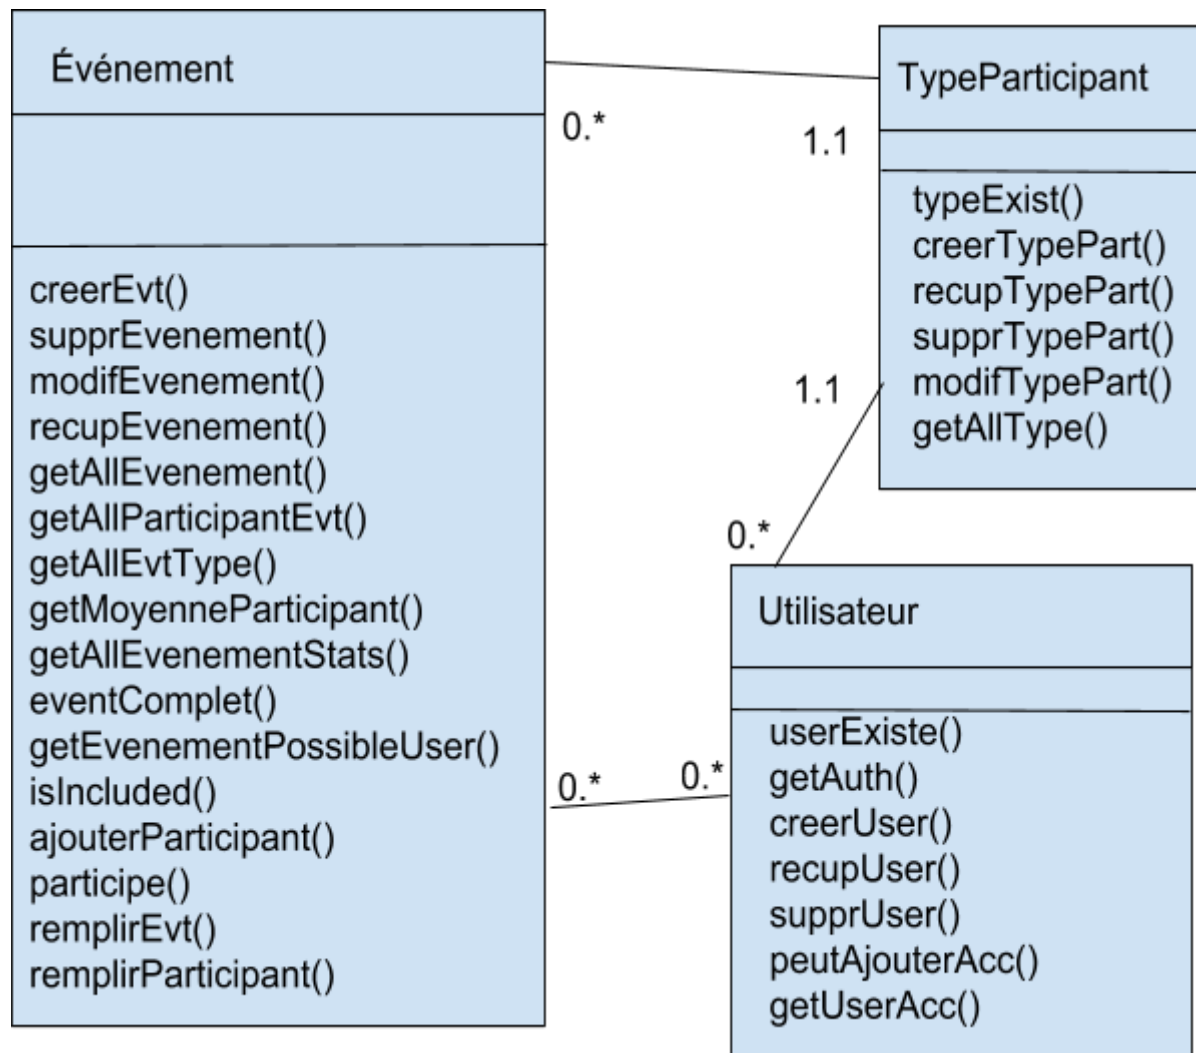 Événement
0.*
1.1
TypeParticipant
typeExist()
creerTypePart()
recupTypePart()
supprTypePart()
modifTypePart()
getAllType()
creerEvt()
supprEvenement()
modifEvenement()
recupEvenement()
getAllEvenement()
getAllParticipantEvt()
getAllEvtType()
getMoyenneParticipant()
getAllEvenementStats()
eventComplet()
getEvenementPossibleUser()
isIncluded()
ajouterParticipant()
participe()
remplirEvt()
remplirParticipant()
1.1
0.*
0.*
0.*
Utilisateur
userExiste()
getAuth()
creerUser()
recupUser()
supprUser()
peutAjouterAcc()
getUserAcc()